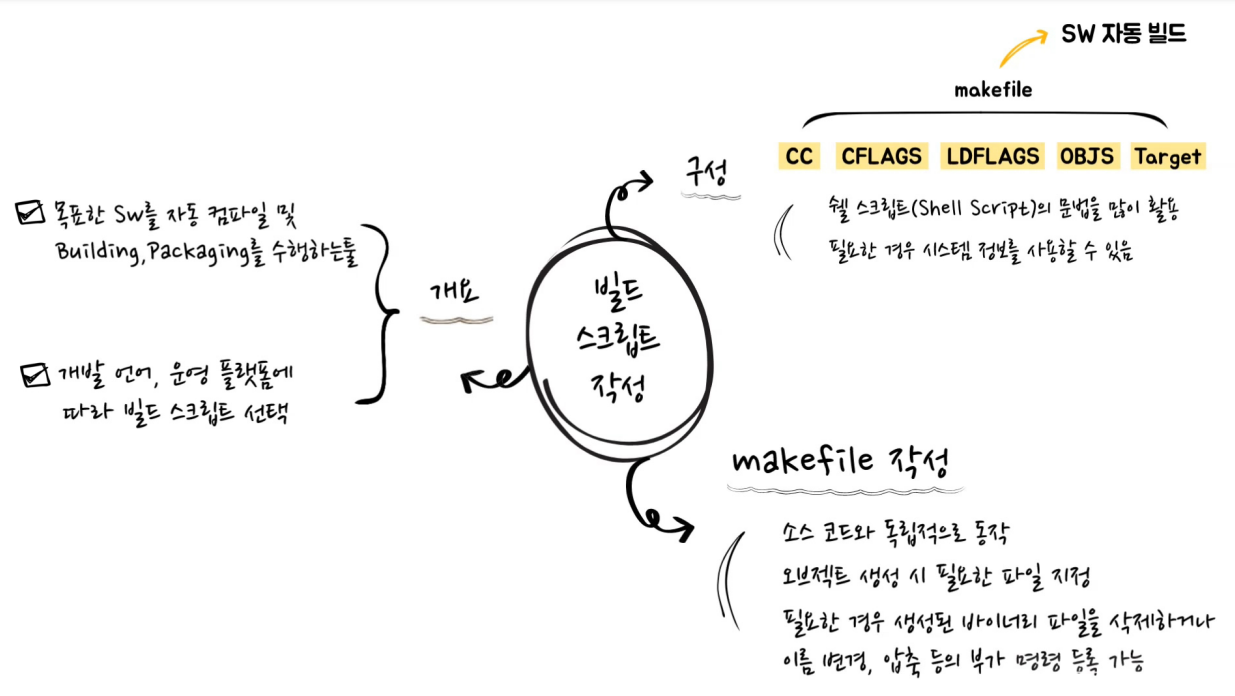 SW 자동 빌드
makefile
CC CFLAGS LDFLAGS OBJS Target
구성
쉘 스크립트(Shell Script)의 문법을 많이 활용
필요한 경우 시스템 정보를 사용할 수 있음
빌드
스크립트
작성
개요
목표한 SW를 자동 컴파일 및
Building, Packaging를 수행하는툴
개발 언어, 운영 플랫폼에
따라 빌드 스크립트 선택
makefile 작성
소스 코드와 독립적으로 동작
오브젝트 생성 시 필요한 파일 지정
필요한 경우 생성된 바이너리 파일을 삭제하거나
이름 변경, 압축 등의 부가 명령 등록 가능